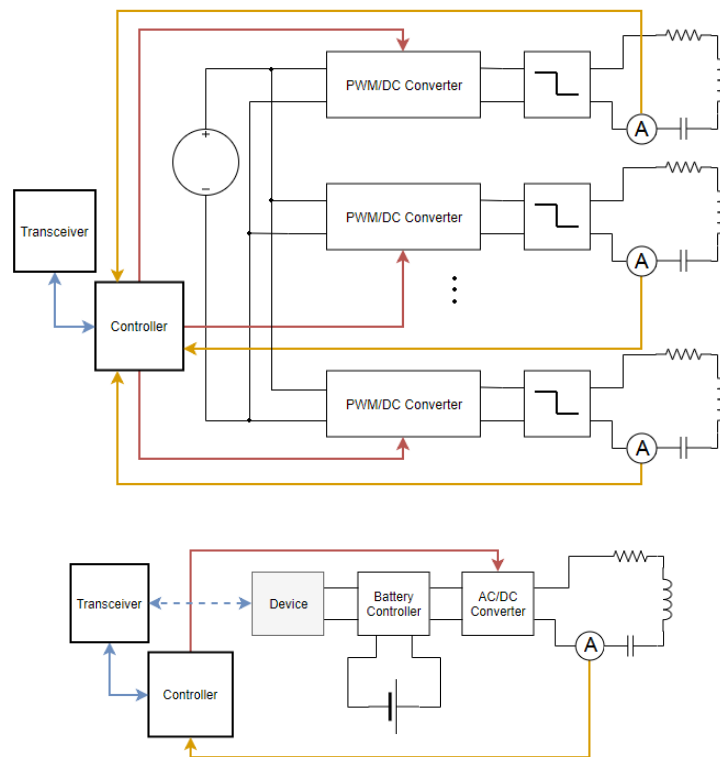 PWM/DC Converter
A
+
−
PWM/DC Converter
A
Transceiver
Controller
PWM/DC Converter
A
Transceiver
Device
Battery
Controller
AC/DC
Converter
A
Controller